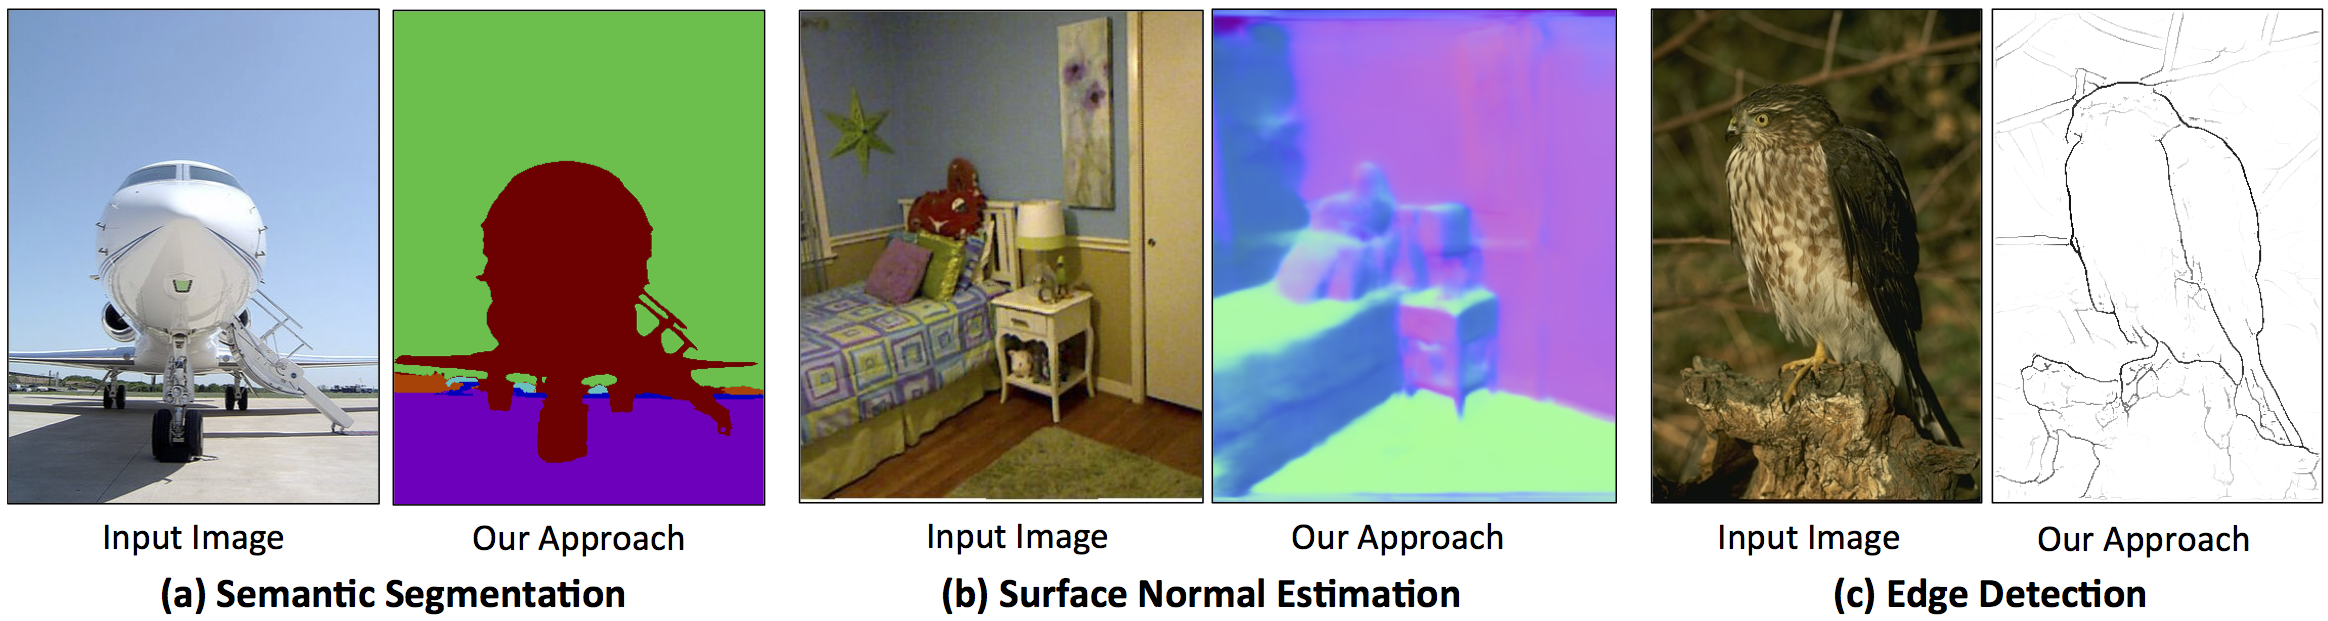 Input Image
Our Approach
(a) Semantic Segmentation
Input Image
Our Approach
(b) Surface Normal Estimation
Input Image
Our Approach
(c) Edge Detection